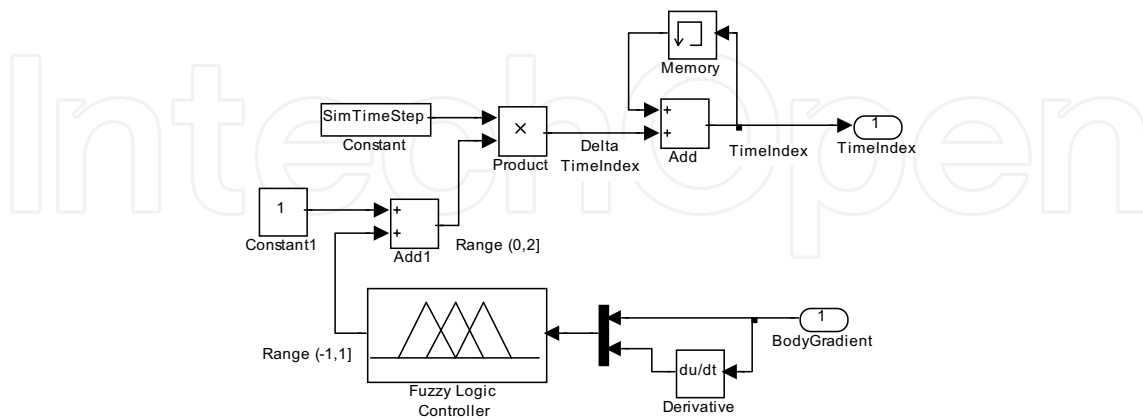 IntechOpen
Memory
SimTimeStep
Constant
×
Product
Delta
TimeIndex
+
+
Add
TimeIndex
1
TimeIndex
1
Constant1
+
+
Add1
Range (0,2]
Range (-1,1]
Fuzzy Logic
Controller
1
BodyGradient
du/dt
Derivative